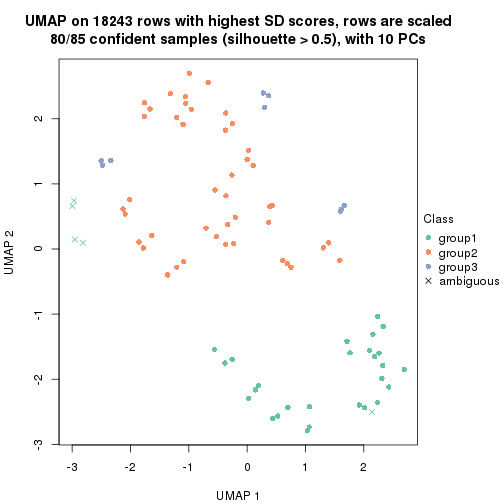 UMAP on 18243 rows with highest SD scores, rows are scaled
80/85 confident samples (silhouette > 0.5), with 10 PCs
UMAP 2
2
1
0
-1
-2
-3
-3
-2
-1
0
1
2
UMAP 1
Class
group1
group2
group3
ambiguous